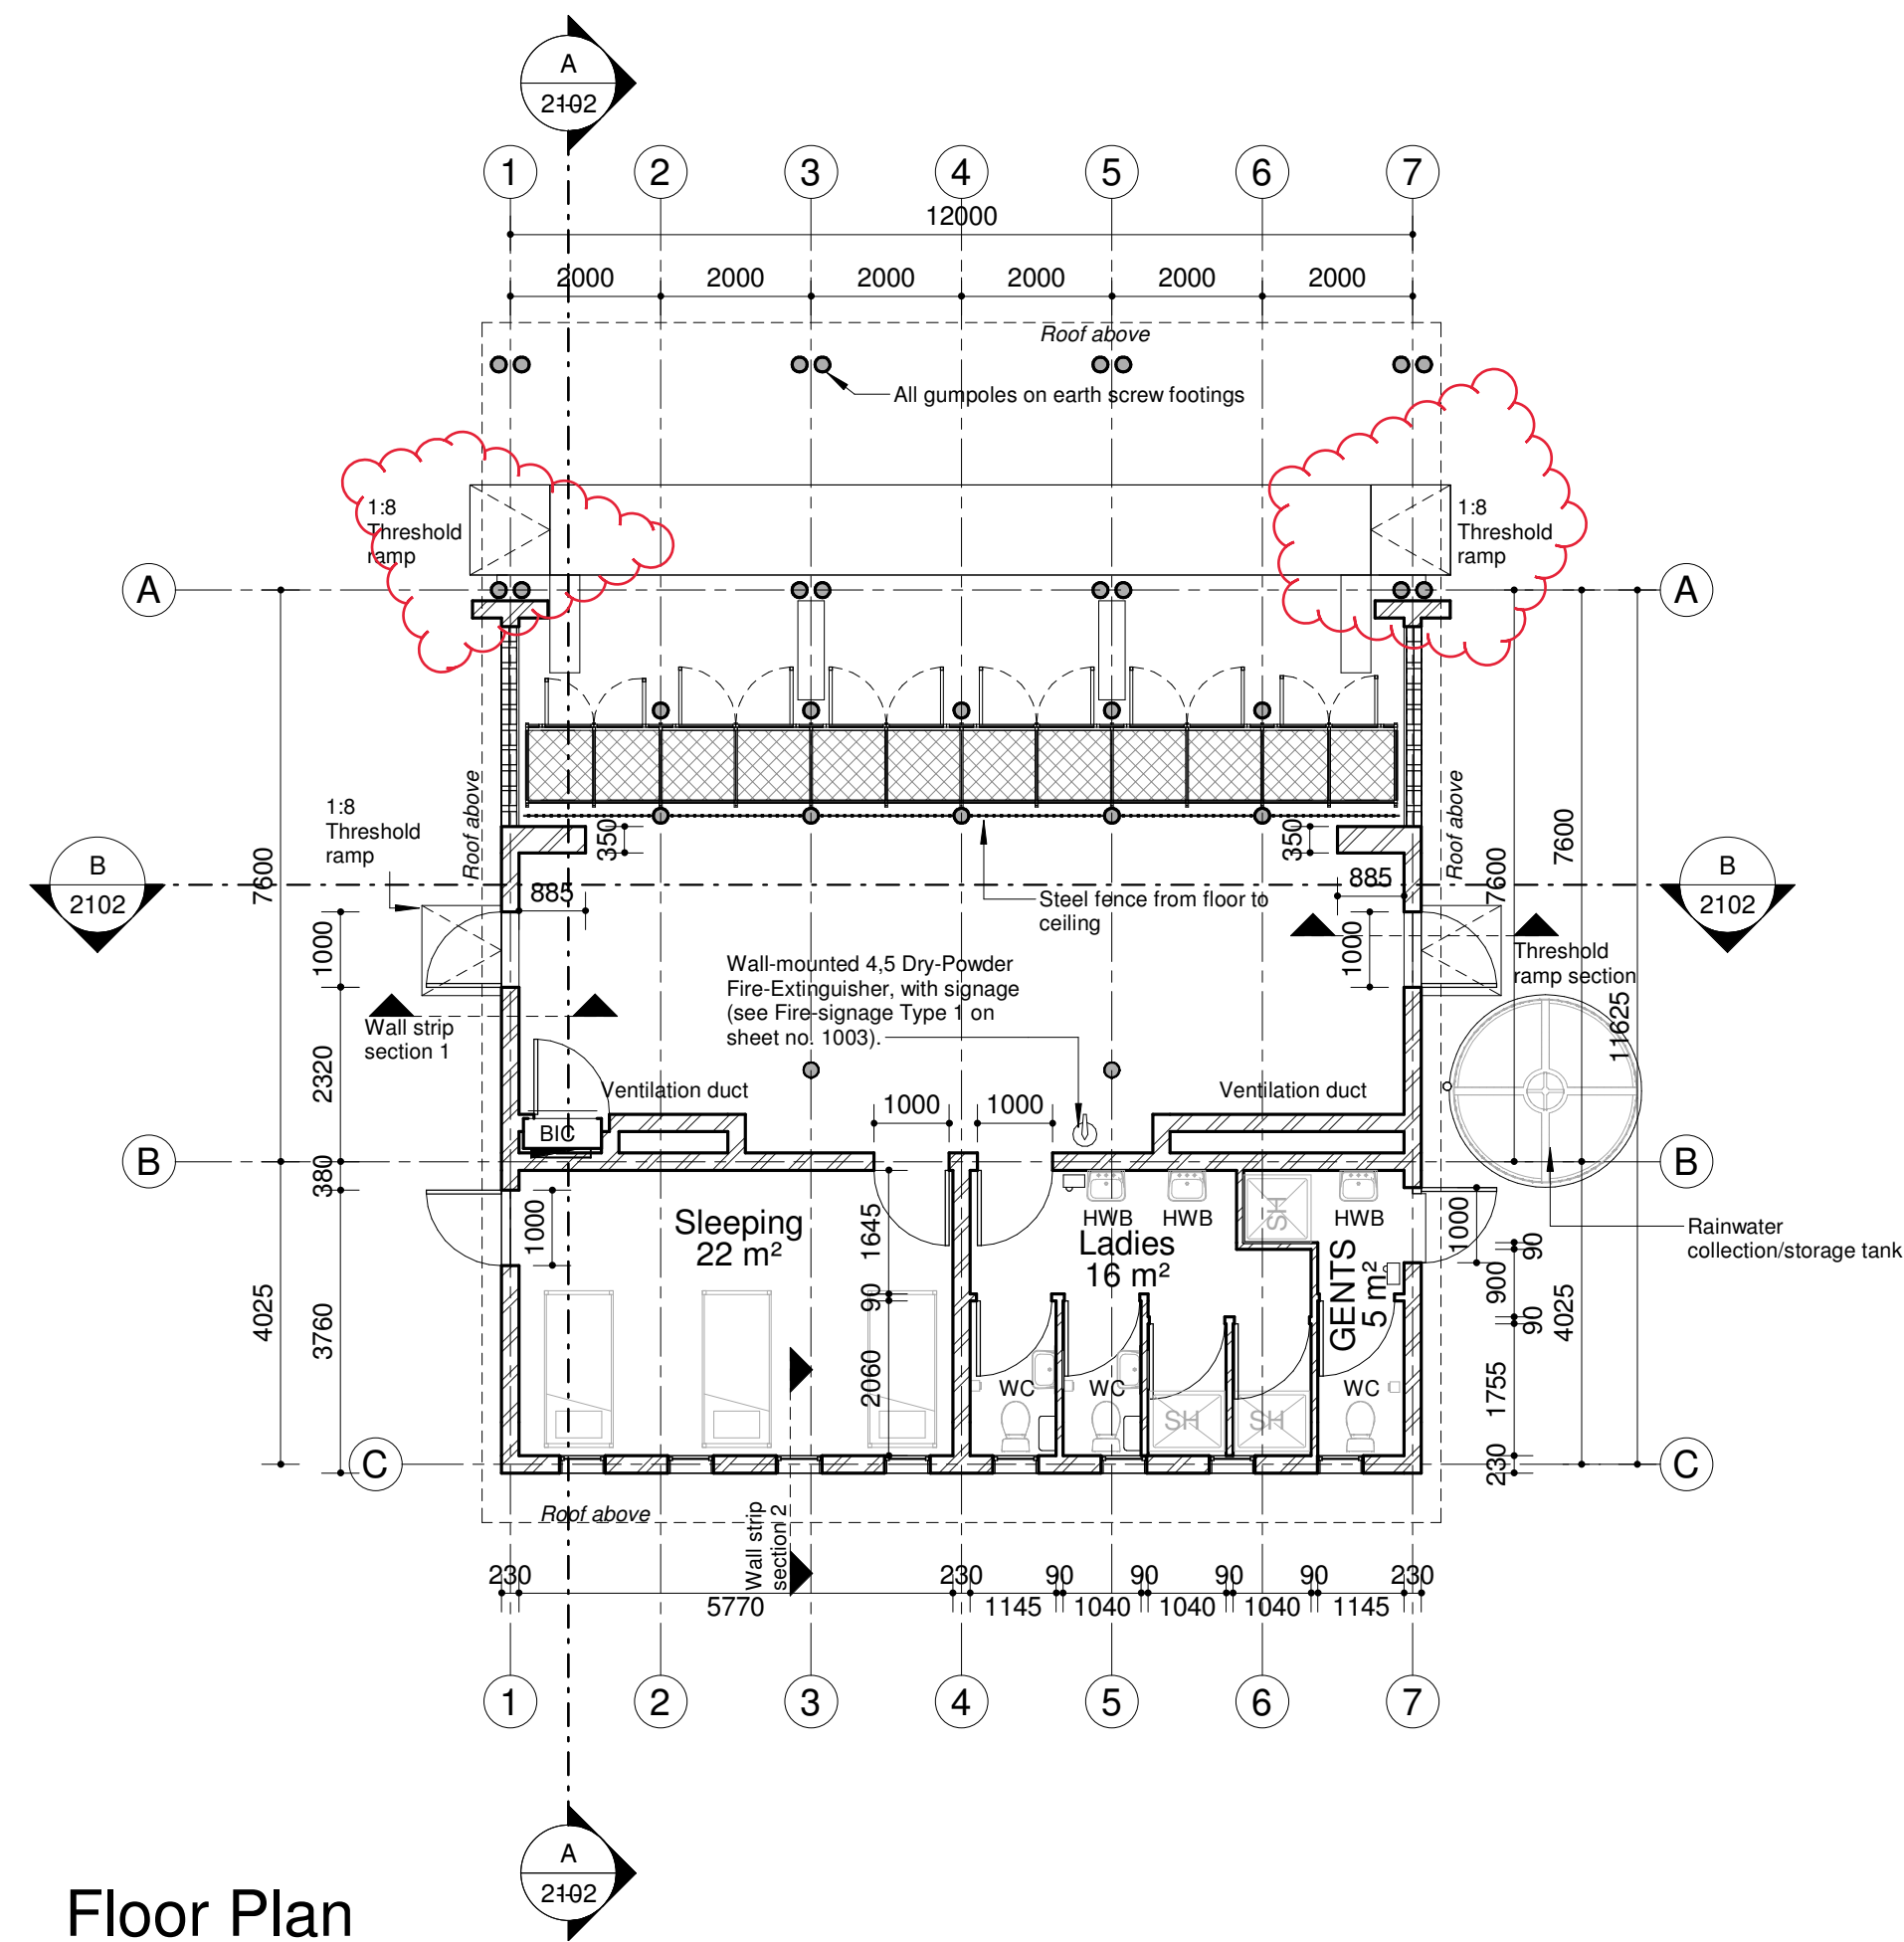 A
2102
1 2 3 4 5 6 7
12000
2000 2000 2000 2000 2000 2000
Roof above
All gumpoles on earth screw footings
1:8
Threshold
ramp
1:8
Threshold
ramp
A A
Roof above
Roof above
1:8
Threshold
ramp
350
350
7600
7600
7600
B
2102
B
2102
885
885
Steel fence from floor to
ceiling
1000
1000
Wall-mounted 4,5 Dry-Powder
Fire-Extinguisher, with signage
(see Fire-signage Type 1 on
sheet no. 1003).
Threshold
ramp section
Wall strip
section 1
11625
2320
Ventilation duct
Ventilation duct
1000 1000
BIC
B B
380
Sleeping
22 m²
1000
1645
90
2060
HWB HWB HWB
Ladies
16 m²
SH
GENTS
5 m²
1000
90
900
90
1755
230
4025
Rainwater
collection/storage tank
4025
3760
WC WC WC
SH SH
C C
Roof above
Wall strip
section 2
230 230 90 90 90 90 230
5770 1145 1040 1040 1040 1145
1 2 3 4 5 6 7
A
2102
Floor Plan